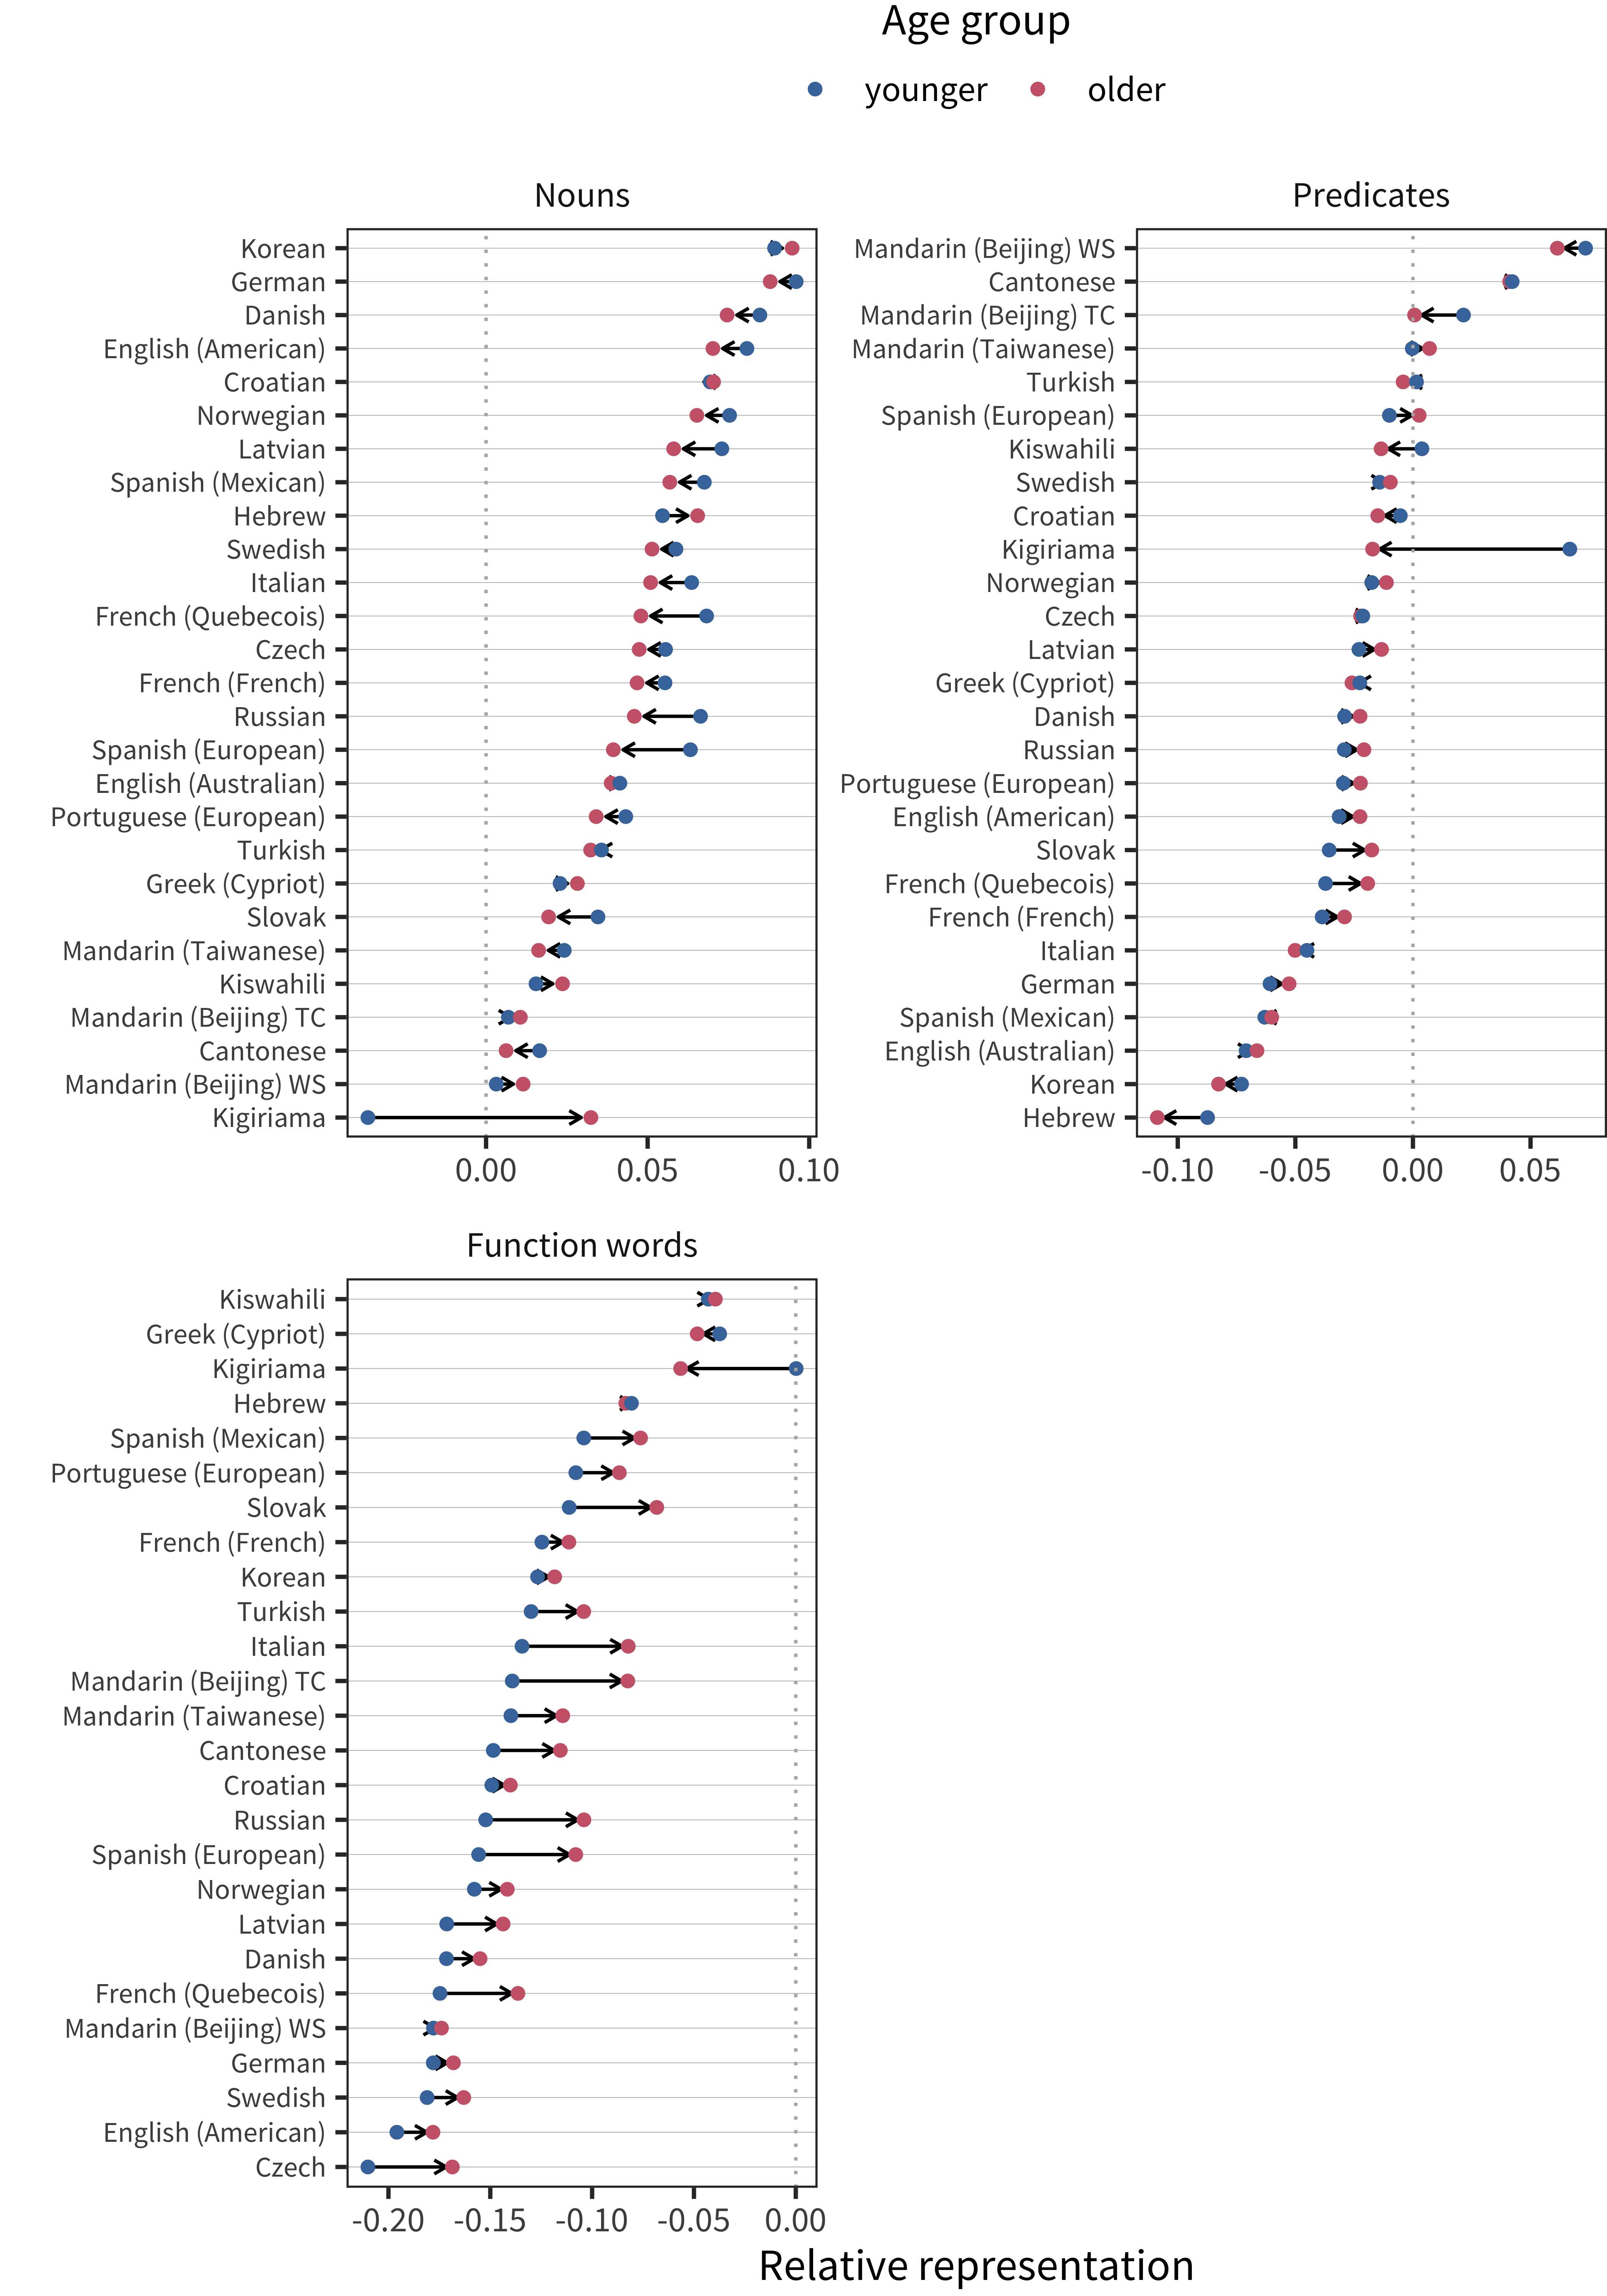 Age group
younger older
Nouns
Korean
German
Danish
English (American)
Croatian
Norwegian
Latvian
Spanish (Mexican)
Hebrew
Swedish
Italian
French (Quebecois)
Czech
French (French)
Russian
Spanish (European)
English (Australian)
Portuguese (European)
Turkish
Greek (Cypriot)
Slovak
Mandarin (Taiwanese)
Kiswahili
Mandarin (Beijing) TC
Cantonese
Mandarin (Beijing) WS
Kigiriama
0.00 0.05 0.10
Predicates
Mandarin (Beijing) WS
Cantonese
Mandarin (Beijing) TC
Mandarin (Taiwanese)
Turkish
Spanish (European)
Kiswahili
Swedish
Croatian
Kigiriama
Norwegian
Czech
Latvian
Greek (Cypriot)
Danish
Russian
Portuguese (European)
English (American)
Slovak
French (Quebecois)
French (French)
Italian
German
Spanish (Mexican)
English (Australian)
Korean
Hebrew
-0.10 -0.05 0.00 0.05
Function words
Kiswahili
Greek (Cypriot)
Kigiriama
Hebrew
Spanish (Mexican)
Portuguese (European)
Slovak
French (French)
Korean
Turkish
Italian
Mandarin (Beijing) TC
Mandarin (Taiwanese)
Cantonese
Croatian
Russian
Spanish (European)
Norwegian
Latvian
Danish
French (Quebecois)
Mandarin (Beijing) WS
German
Swedish
English (American)
Czech
-0.20 -0.15 -0.10 -0.05 0.00
Relative representation